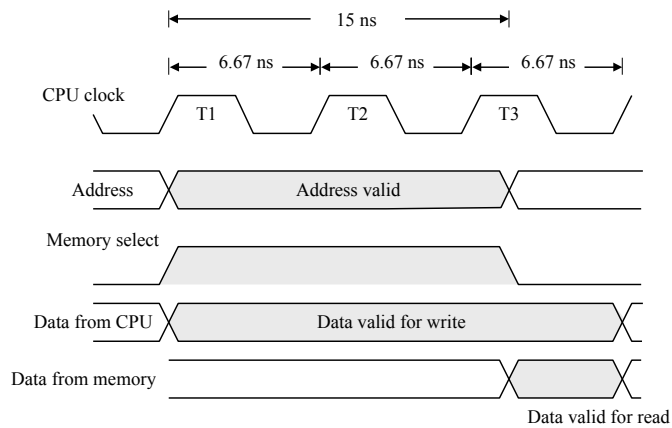 15 ns
6.67 ns 6.67 ns 6.67 ns
CPU clock
T1 T2 T3
Address Address valid
Memory select
Data from CPU Data valid for write
Data from memory
Data valid for read